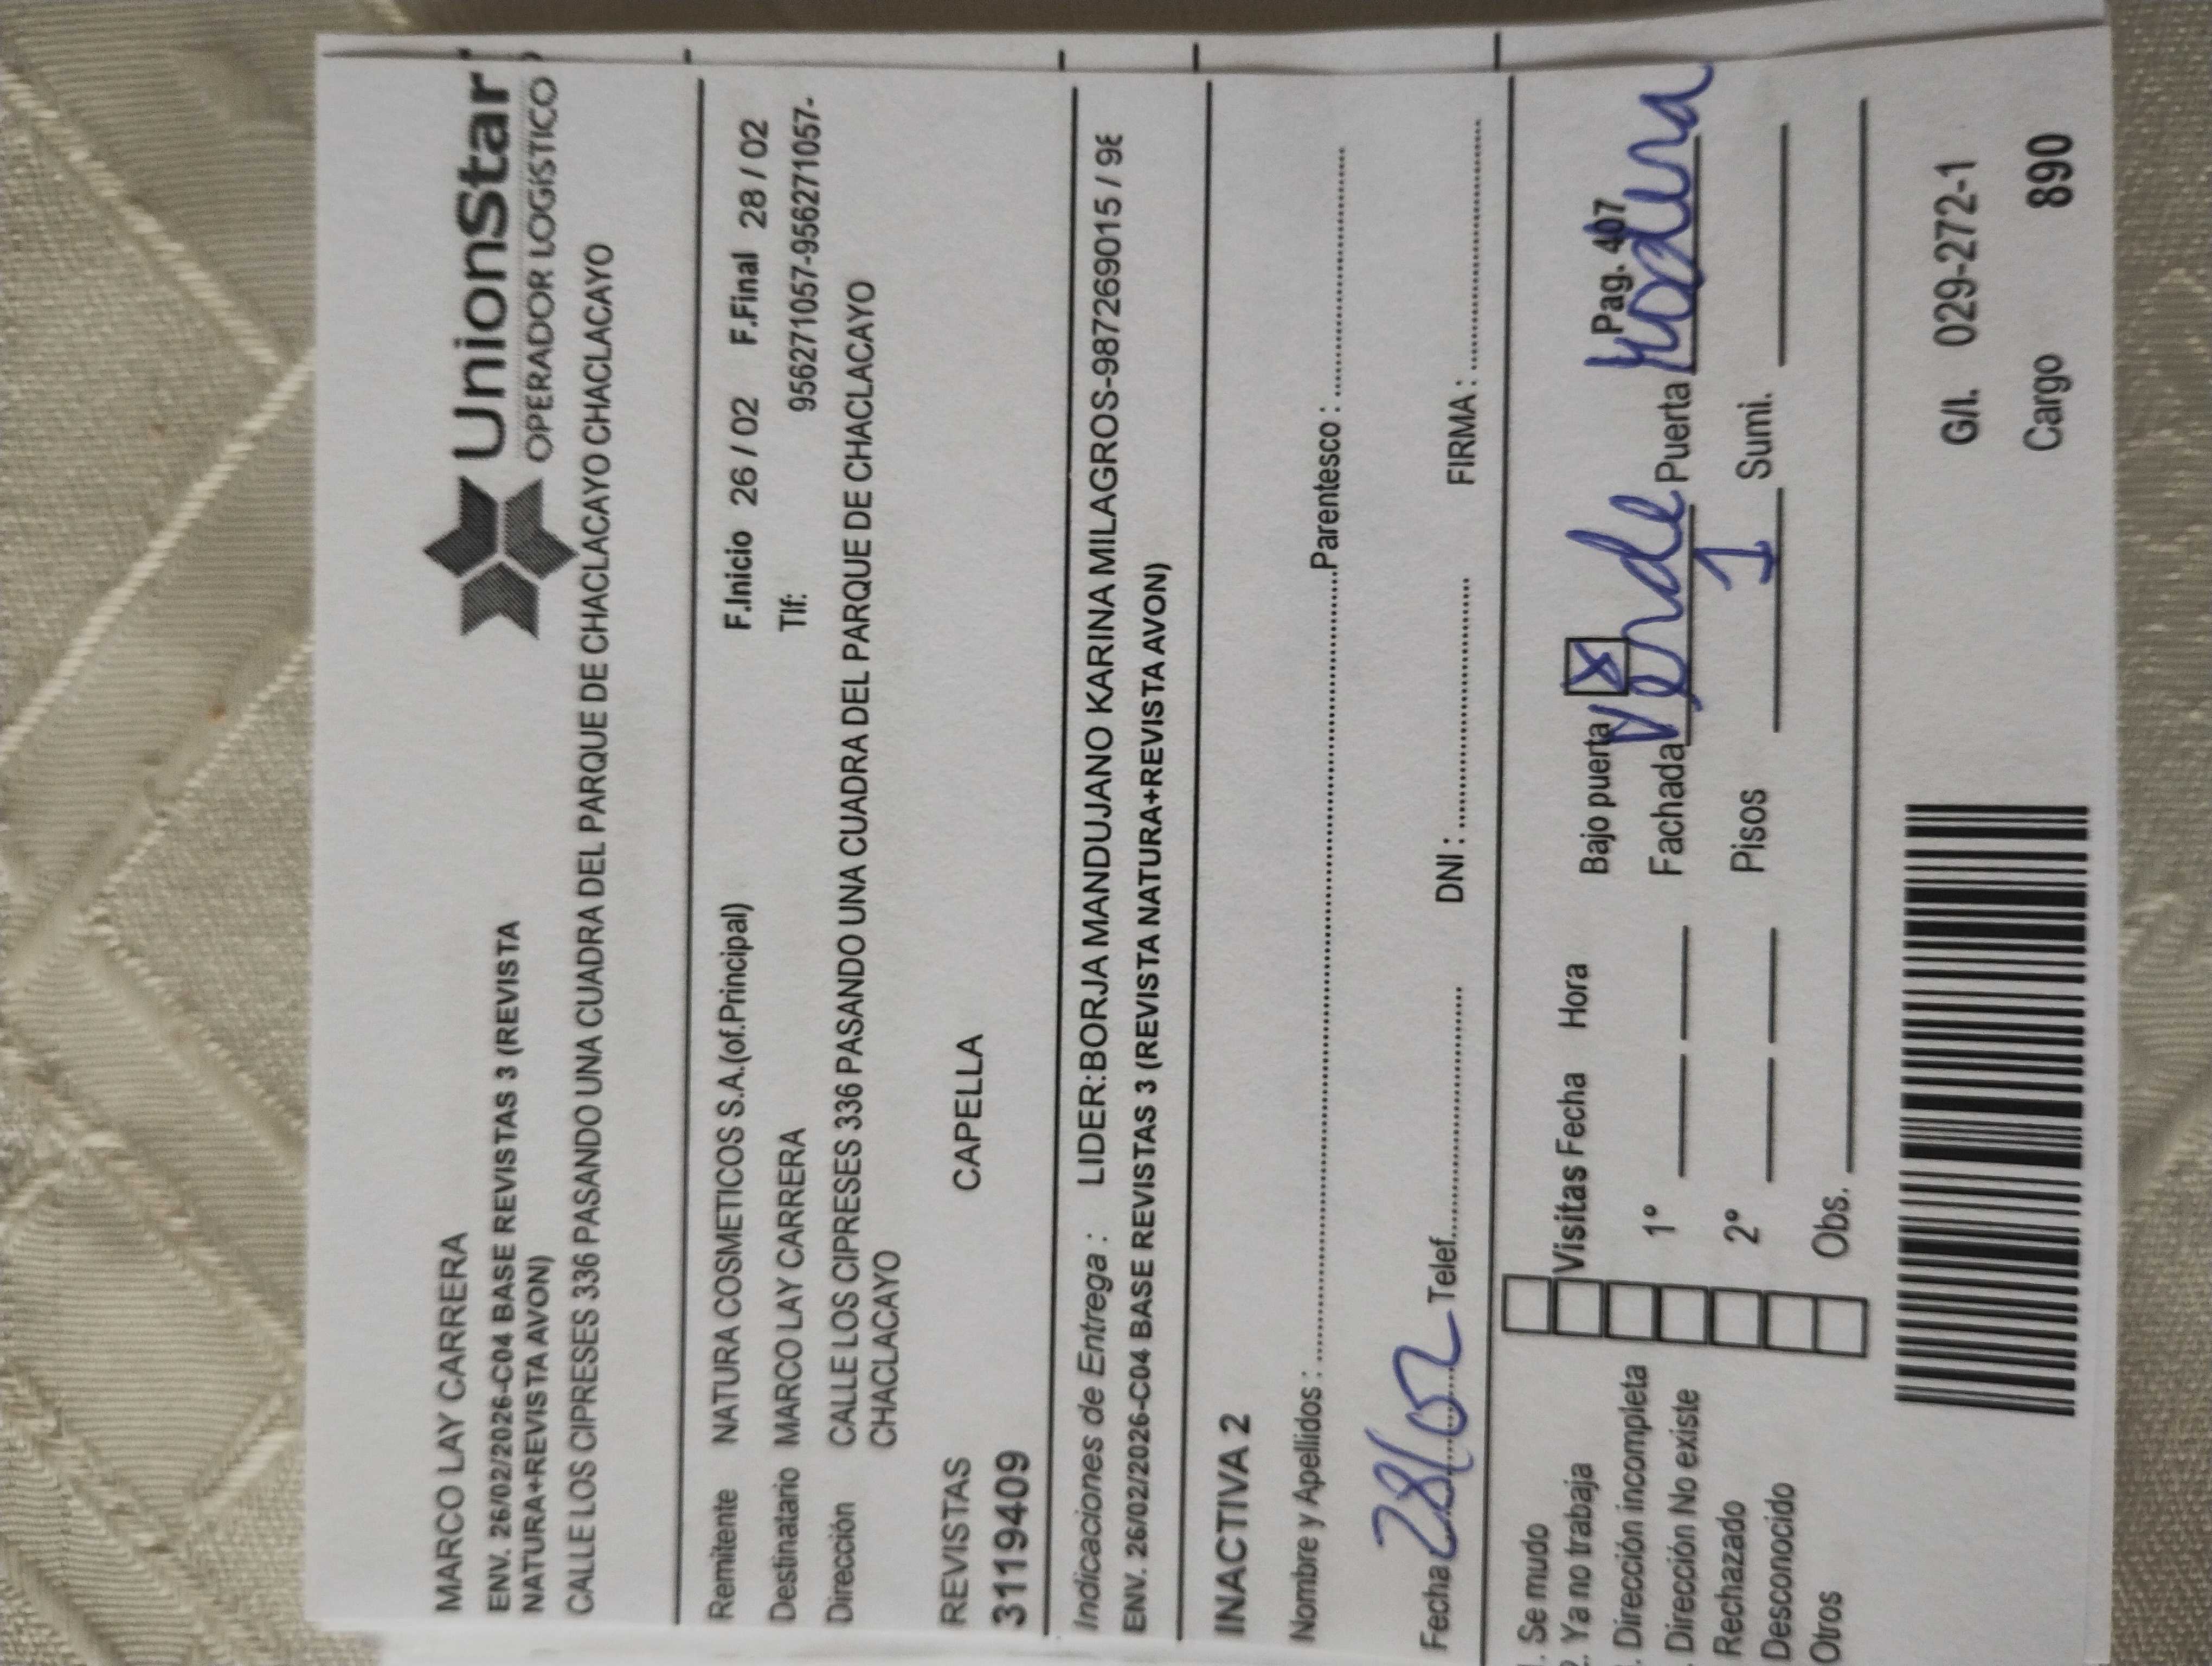 MARCO LAY CARRERA
UnionStar
OPERADOR LOGÍSTICO
ENV. 26/02/2026-C04 BASE REVISTAS 3 (REVISTA
NATURA+REVISTA AVON)
CALLE LOS CIPRESES 336 PASANDO UNA CUADRA DEL PARQUE DE CHACLACAYO CHACLACAYO
Remitente NATURA COSMETICOS S.A.(of.Principal) F.Inicio 26 / 02 F.Final 28 / 02
Destinatario MARCO LAY CARRERA Tlf: 956271057-956271057-
Dirección CALLE LOS CIPRESES 336 PASANDO UNA CUADRA DEL PARQUE DE CHACLACAYO
CHACLACAYO
REVISTAS CAPELLA
3119409
Indicaciones de Entrega : LIDER:BORJA MANDUJANO KARINA MILAGROS-987269015 / 98
ENV. 26/02/2026-C04 BASE REVISTAS 3 (REVISTA NATURA+REVISTA AVON)
INACTIVA 2
Nombre y Apellidos : Parentesco :
Fecha 28/02 Telef. DNI : FIRMA :
. Se mudo
2. Ya no trabaja
. Dirección incompleta
. Dirección No existe
Rechazado
Desconocido
Otros
Visitas Fecha Hora Bajo puerta X Pag. 407
1º Fachada Verde Puerta Madera
2º Pisos 1 Sumi.
Obs.
G/I. 029-272-1
Cargo 890